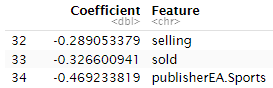 Coefficient Feature
<dbl> <chr>
32 -0.289053379 selling
33 -0.326600941 sold
34 -0.469233819 publisherEA.Sports